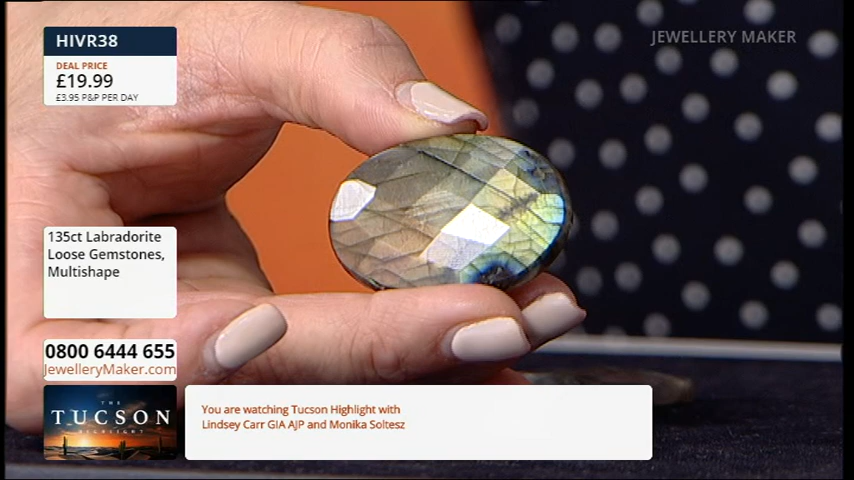 HIVR38
DEAL PRICE
£19.99
£3.95 P&P PER DAY
JEWELLERY MAKER
135ct Labradorite
Loose Gemstones,
Multishape
0800 6444 655
JewelleryMaker.com
THE
TUCSON
HIGHLIGHT
You are watching Tucson Highlight with
Lindsey Carr GIA AJP and Monika Soltesz